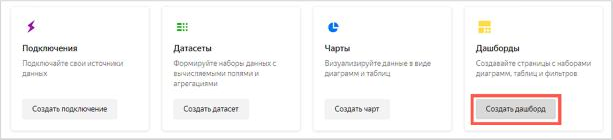 Подключения
Подключайте свои источники
данных
Создать подключение
Датасеты
Формируйте наборы данных с
вычисляемыми полями и
агрегациями
Создать датасет
Чарты
Визуализируйте данные в виде
диаграмм и таблиц
Создать чарт
Дашборды
Создавайте страницы с наборами
диаграмм, таблиц и фильтров
Создать дашборд